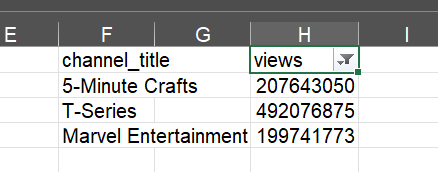 E F G H I
channel_title views
5-Minute Crafts 207643050
T-Series 492076875
Marvel Entertainment 199741773